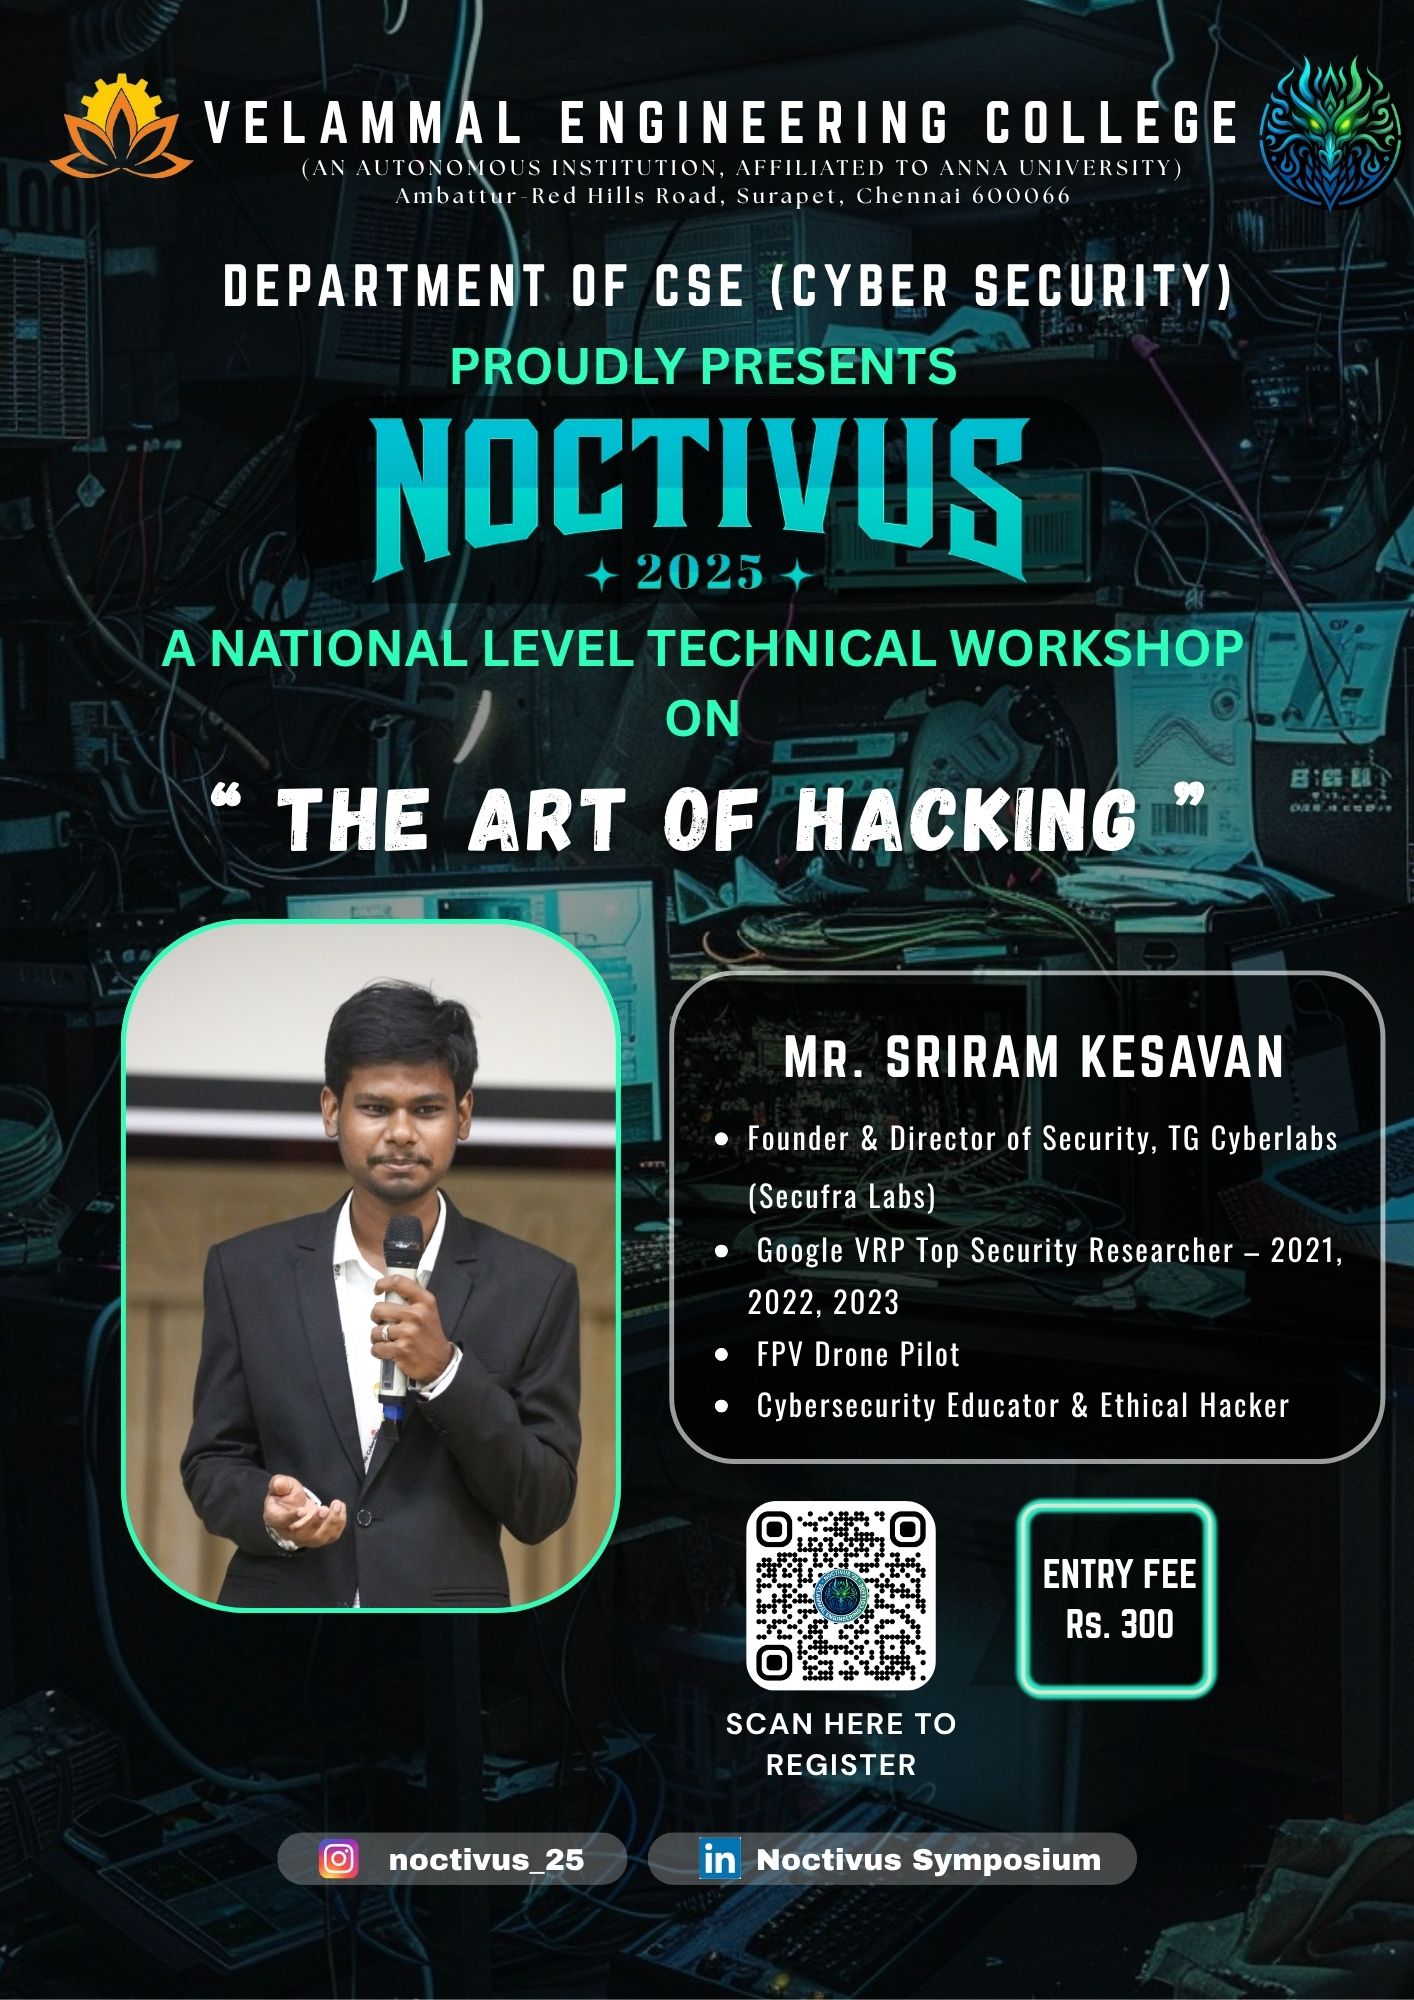 VELAMMAL ENGINEERING COLLEGE
(AN AUTONOMOUS INSTITUTION, AFFILIATED TO ANNA UNIVERSITY)
Ambattur-Red Hills Road, Surapet, Chennai 600066
DEPARTMENT OF CSE (CYBER SECURITY)
PROUDLY PRESENTS
NOCTIVUS
2025
A NATIONAL LEVEL TECHNICAL WORKSHOP
ON
“ THE ART OF HACKING ”
Mr. SRIRAM KESAVAN
• Founder & Director of Security, TG Cyberlabs
(Secufra Labs)
• Google VRP Top Security Researcher – 2021,
2022, 2023
• FPV Drone Pilot
• Cybersecurity Educator & Ethical Hacker
ENTRY FEE
Rs. 300
SCAN HERE TO
REGISTER
noctivus_25
in Noctivus Symposium